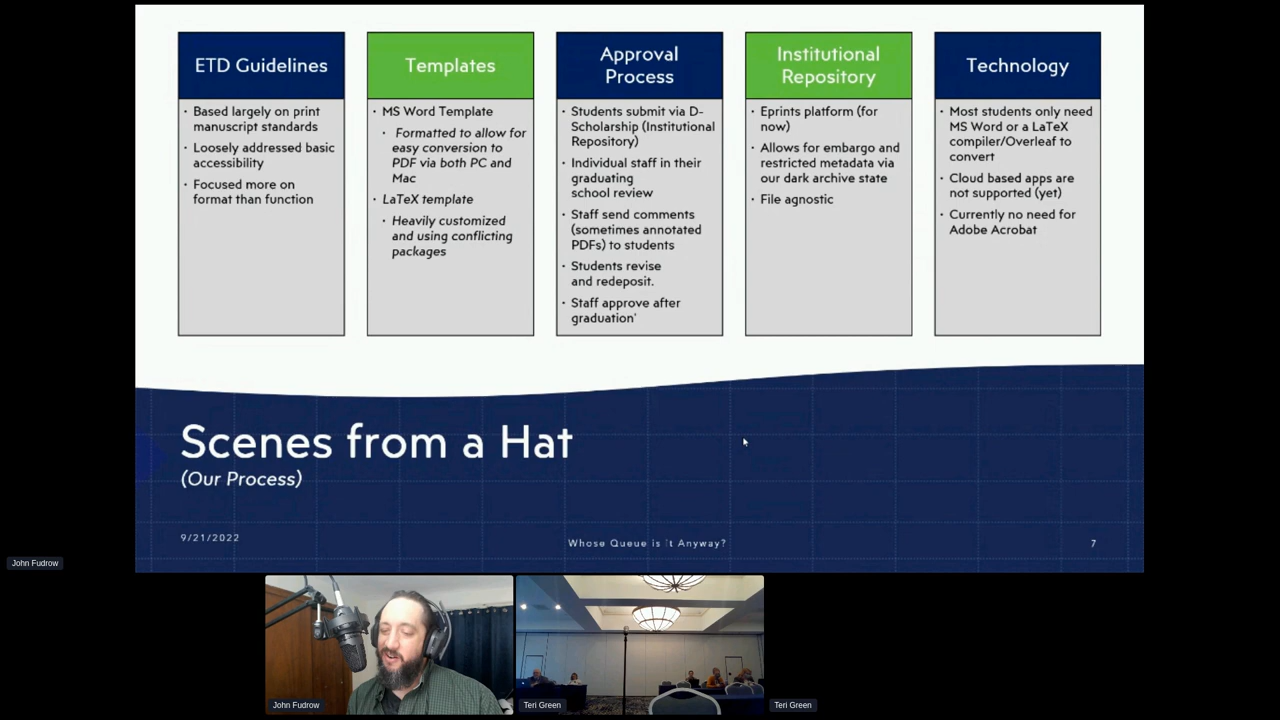 ETD Guidelines
• Based largely on print
manuscript standards
• Loosely addressed basic
accessibility
• Focused more on
format than function
Templates
• MS Word Template
• Formatted to allow for
easy conversion to
PDF via both PC and
Mac
• LaTeX template
• Heavily customized
and using conflicting
packages
Approval
Process
• Students submit via D-
Scholarship (Institutional
Repository)
• Individual staff in their
graduating
school review
• Staff send comments
(sometimes annotated
PDFs) to students
• Students revise
and redeposit.
• Staff approve after
graduation'
Institutional
Repository
• Eprints platform (for
now)
• Allows for embargo and
restricted metadata via
our dark archive state
• File agnostic
Technology
• Most students only need
MS Word or a LaTeX
compiler/Overleaf to
convert
• Cloud based apps are
not supported (yet)
• Currently no need for
Adobe Acrobat
Scenes from a Hat
(Our Process)
9/21/2022
Whose Queue is it Anyway?
7
John Fudrow
John Fudrow
Teri Green
Teri Green